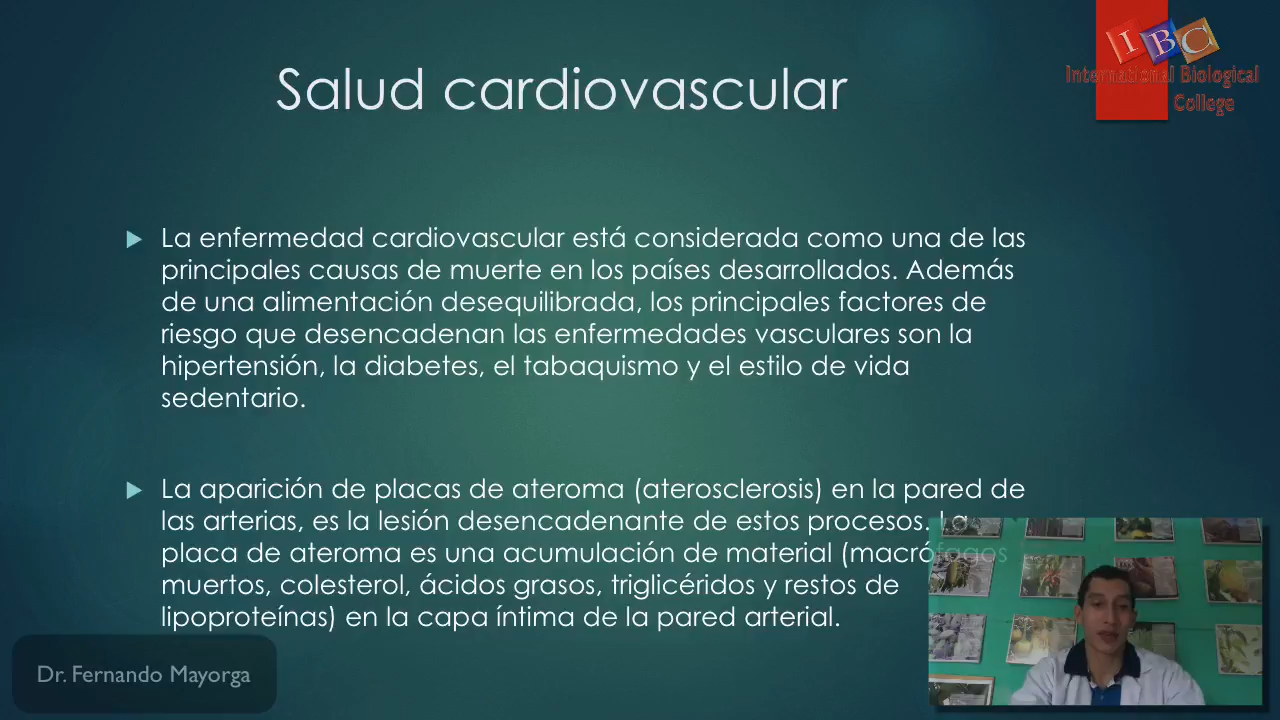 Salud cardiovascular
IBC
International Biological
College
La enfermedad cardiovascular está considerada como una de las
principales causas de muerte en los países desarrollados. Además
de una alimentación desequilibrada, los principales factores de
riesgo que desencadenan las enfermedades vasculares son la
hipertensión, la diabetes, el tabaquismo y el estilo de vida
sedentario.
La aparición de placas de ateroma (aterosclerosis) en la pared de
las arterias, es la lesión desencadenante de estos procesos. La
placa de ateroma es una acumulación de material (macrófagos
muertos, colesterol, ácidos grasos, triglicéridos y restos de
lipoproteínas) en la capa íntima de la pared arterial.
Dr. Fernando Mayorga